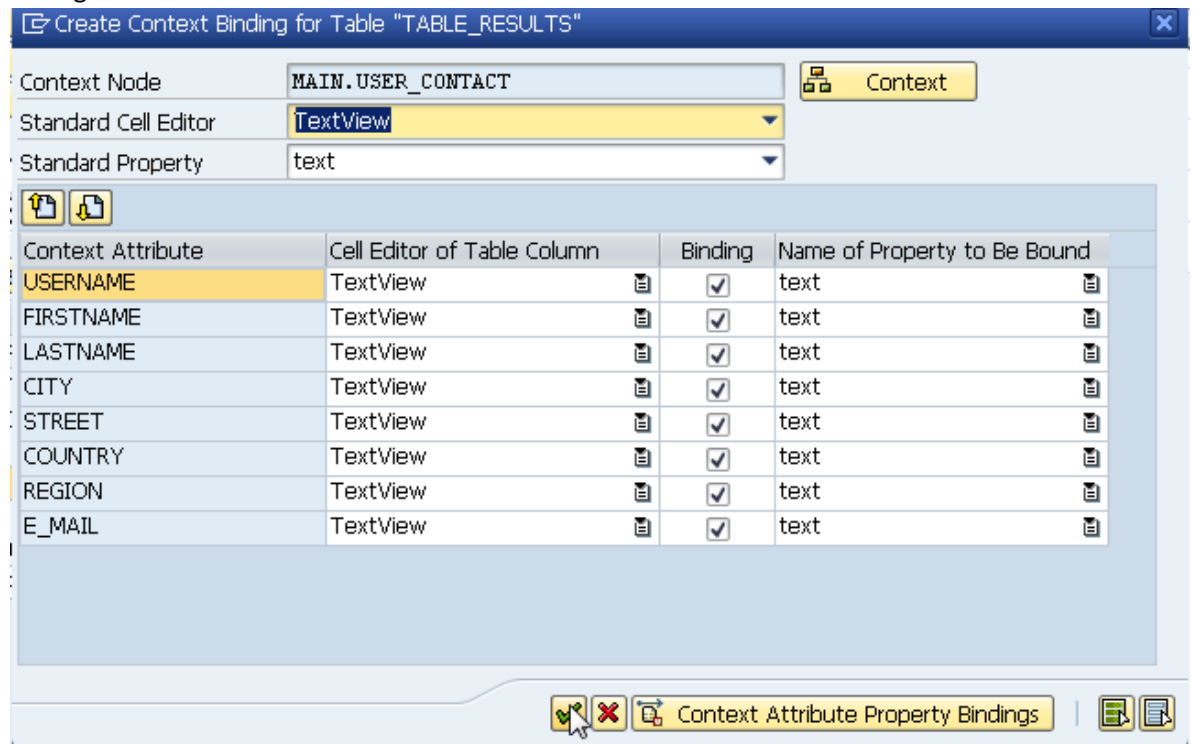 Create Context Binding for Table "TABLE_RESULTS"
Context Node MAIN.USER_CONTACT Context
Standard Cell Editor TextView
Standard Property text
Context Attribute Cell Editor of Table Column Binding Name of Property to Be Bound
USERNAME TextView text
FIRSTNAME TextView text
LASTNAME TextView text
CITY TextView text
STREET TextView text
COUNTRY TextView text
REGION TextView text
E_MAIL TextView text
Context Attribute Property Bindings